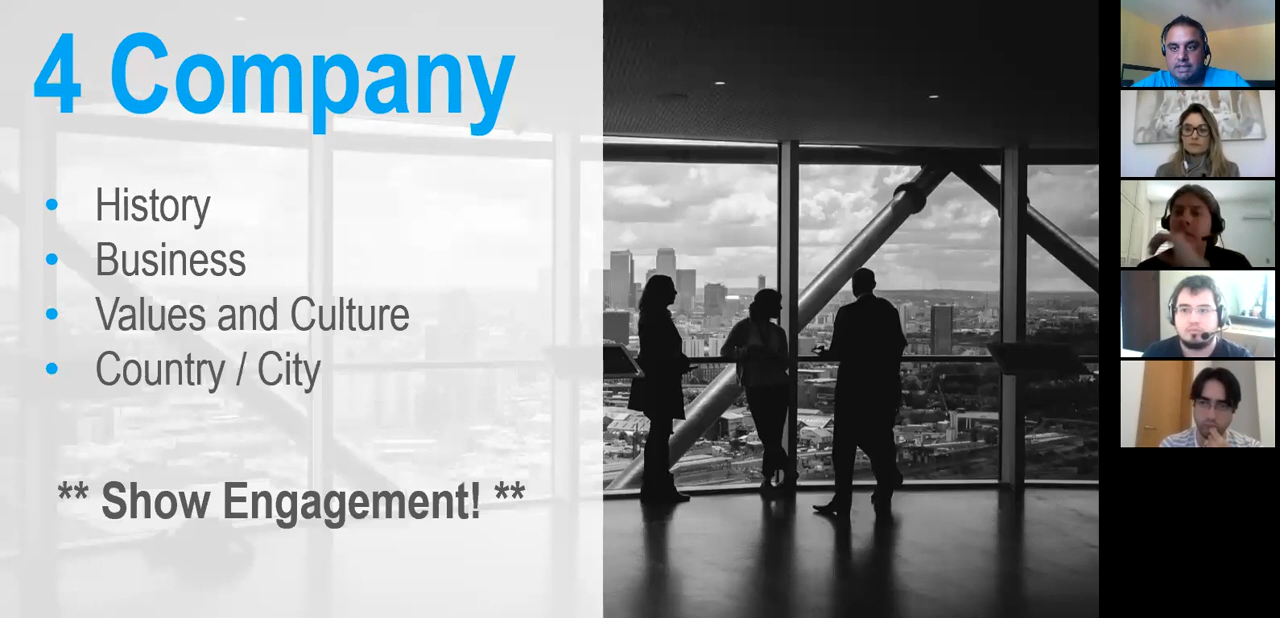 4 Company
• History
• Business
• Values and Culture
• Country / City
** Show Engagement! **